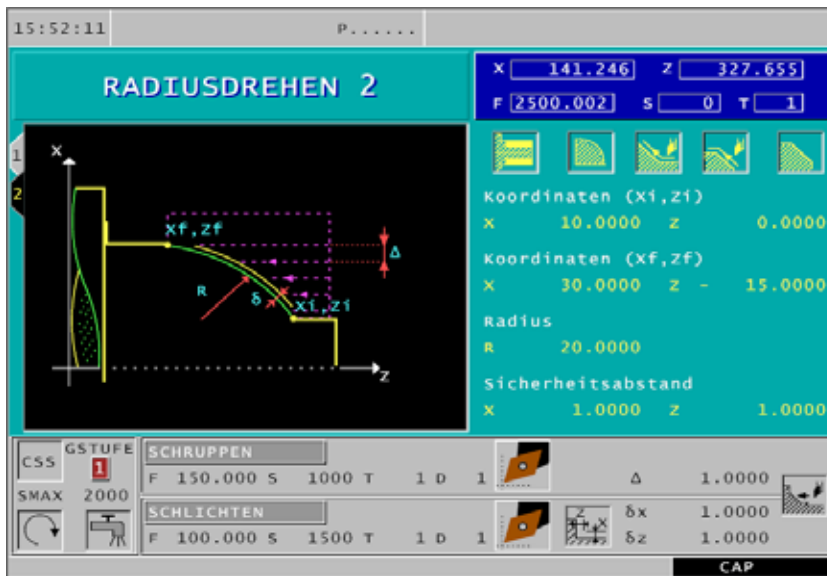 15:52:11 P......
RADIUSDREHEN 2
X 141.246 Z 327.655
F 2500.002 S 0 T 1
1
2
X
Xf,Zf
Δ
R
δ
Xi,Zi
Z
Koordinaten (Xi,Zi)
X 10.0000 Z 0.0000
Koordinaten (Xf,Zf)
X 30.0000 Z - 15.0000
Radius
R 20.0000
Sicherheitsabstand
X 1.0000 Z 1.0000
CSS GSTUFE
1
SMAX 2000
SCHRUPPEN
F 150.000 S 1000 T 1 D 1 Δ 1.0000
SCHLICHTEN
F 100.000 S 1500 T 1 D 1
Z
X
δx 1.0000
δz 1.0000
CAP